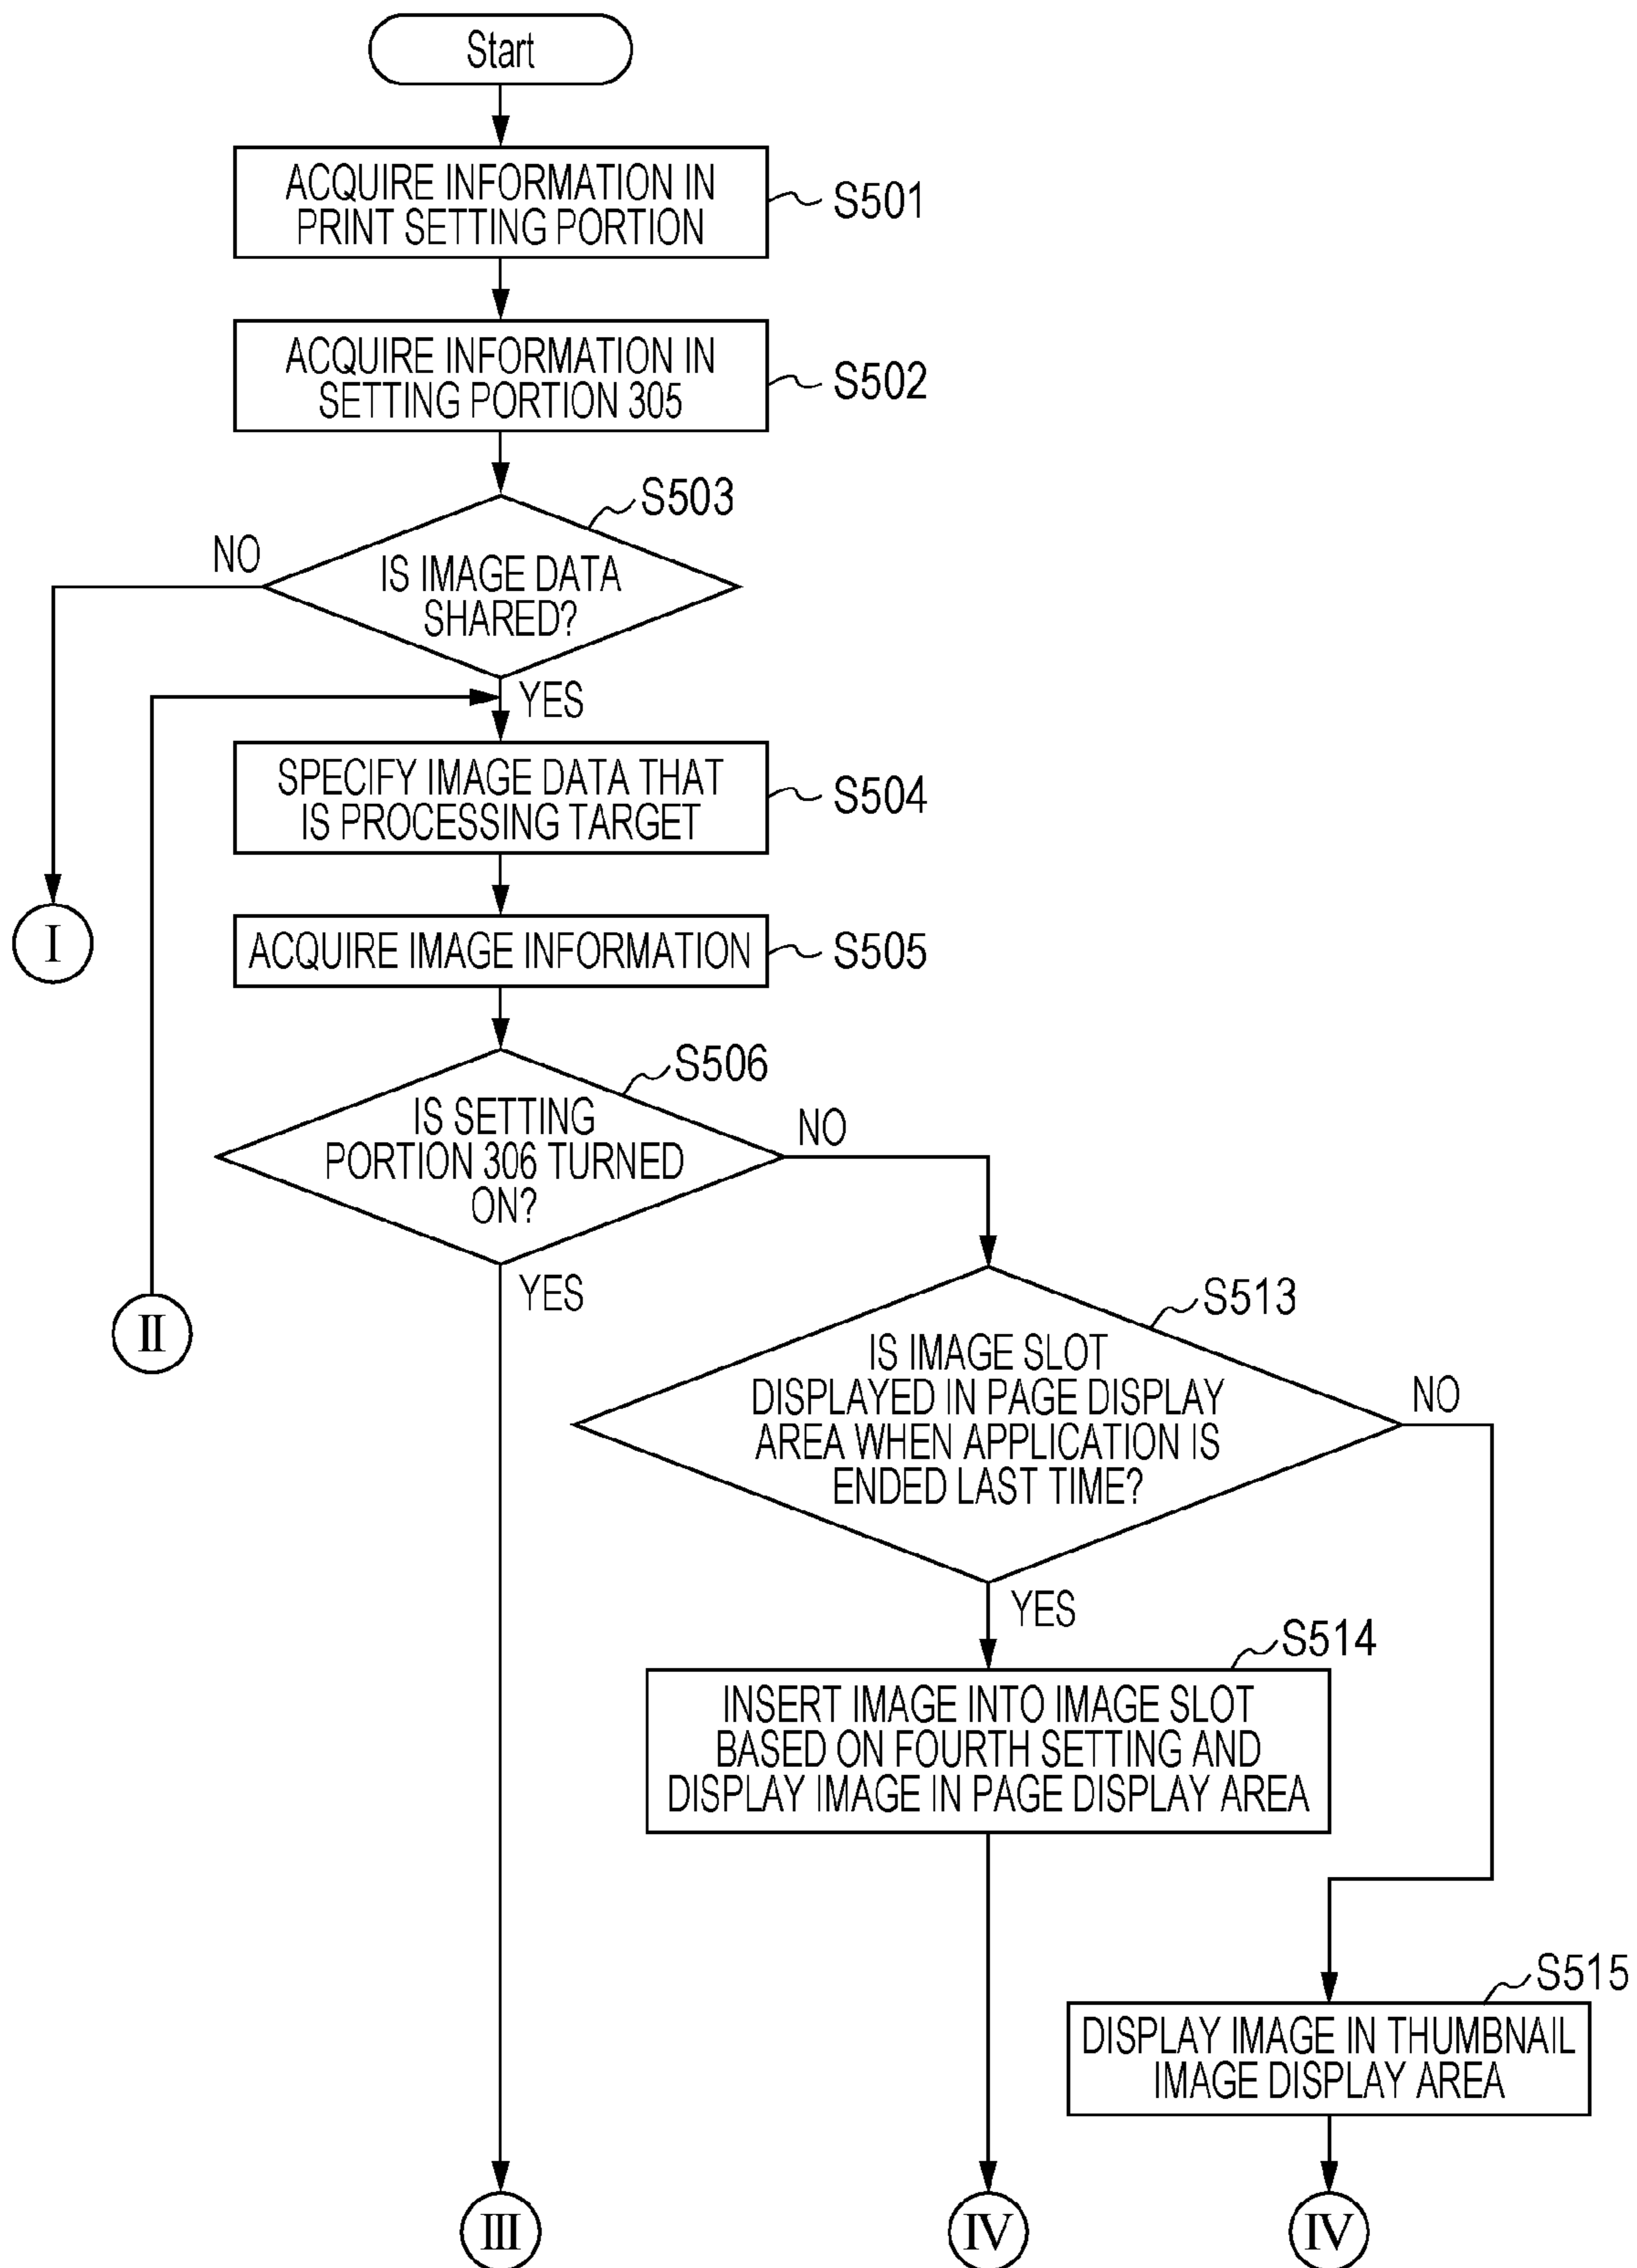 Start
ACQUIRE INFORMATION IN
PRINT SETTING PORTION
S501
ACQUIRE INFORMATION IN
SETTING PORTION 305
S502
S503
NO
IS IMAGE DATA
SHARED?
YES
SPECIFY IMAGE DATA THAT
IS PROCESSING TARGET
S504
I
ACQUIRE IMAGE INFORMATION
S505
S506
IS SETTING
PORTION 306 TURNED
ON?
NO
YES
II
S513
IS IMAGE SLOT
DISPLAYED IN PAGE DISPLAY
AREA WHEN APPLICATION IS
ENDED LAST TIME?
NO
YES
S514
INSERT IMAGE INTO IMAGE SLOT
BASED ON FOURTH SETTING AND
DISPLAY IMAGE IN PAGE DISPLAY AREA
S515
DISPLAY IMAGE IN THUMBNAIL
IMAGE DISPLAY AREA
III
IV
IV